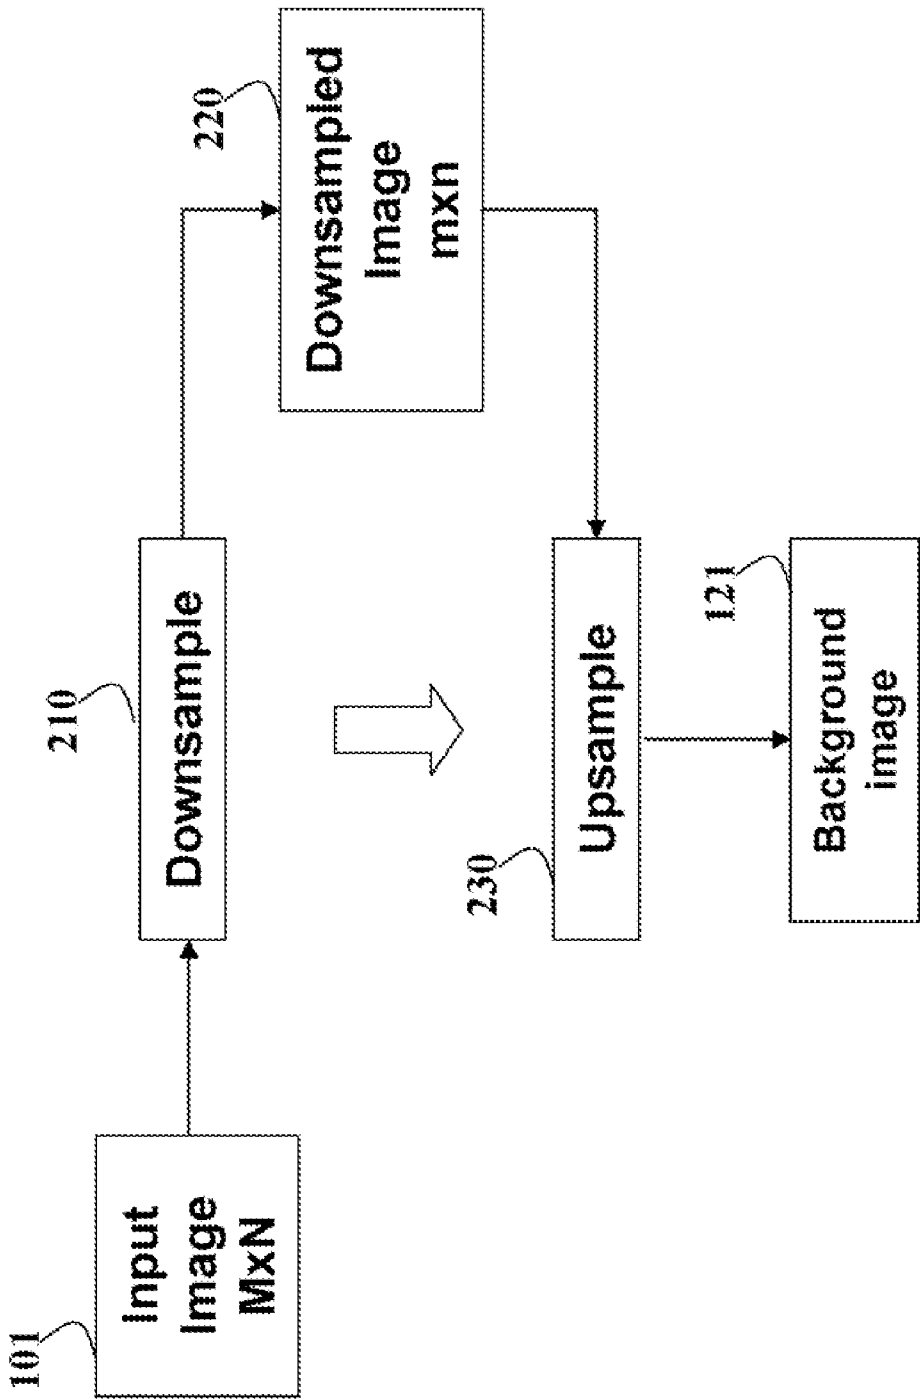 101
Input
Image
MxN
210
Downsample
220
Downsampled
Image
mxn
230
Upsample
121
Background
image